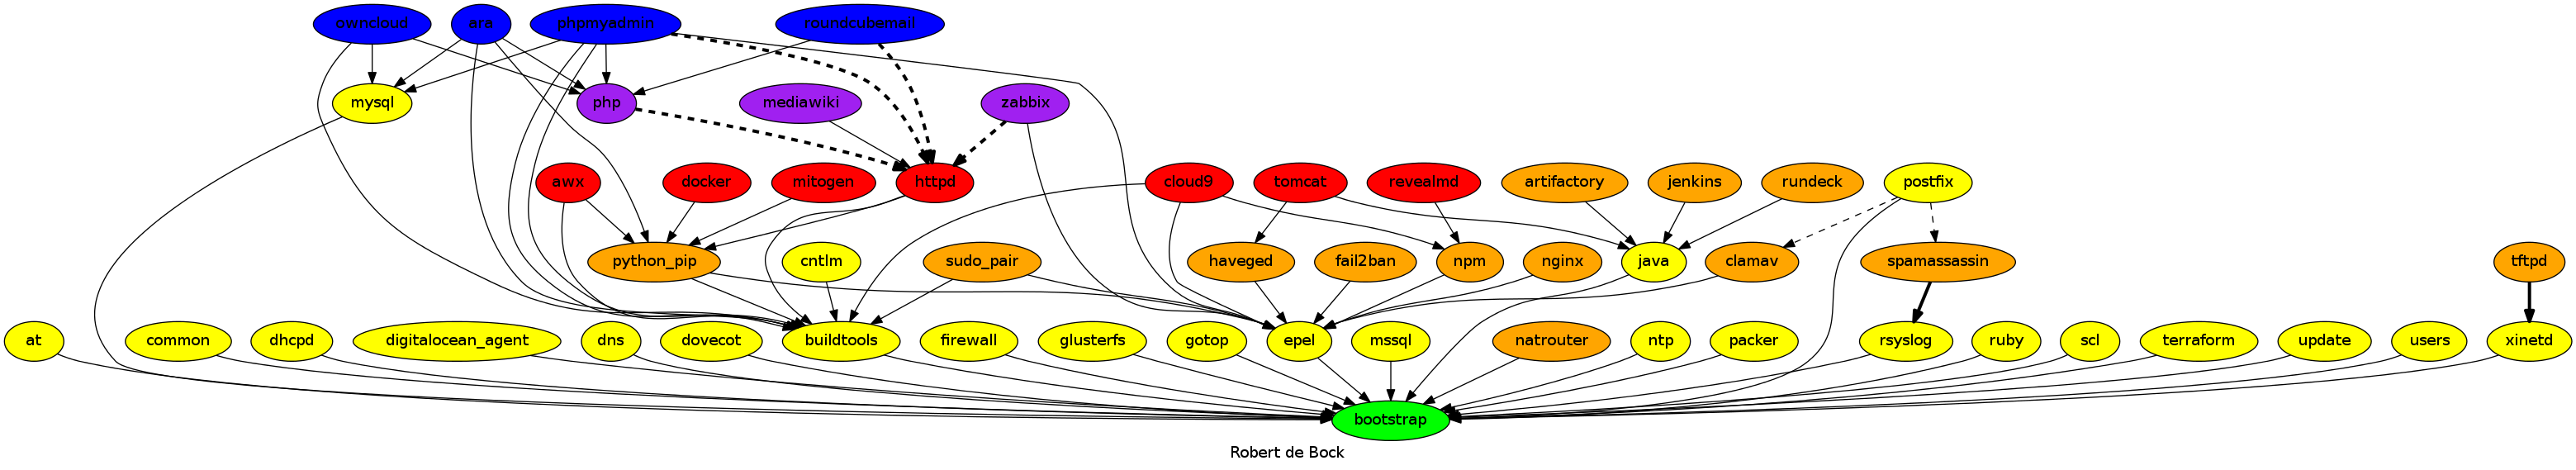 owncloud ara phpmyadmin roundcubemail
mysql php mediawiki zabbix
awx docker mitogen httpd cloud9 tomcat revealmd artifactory jenkins rundeck postfix
python_pip cntlm sudo_pair haveged fail2ban npm nginx java clamav spamassassin tftpd
at common dhcpd digitalocean_agent dns dovecot buildtools firewall glusterfs gotop epel mssql natrouter ntp packer rsyslog ruby scl terraform update users xinetd
bootstrap
Robert de Bock